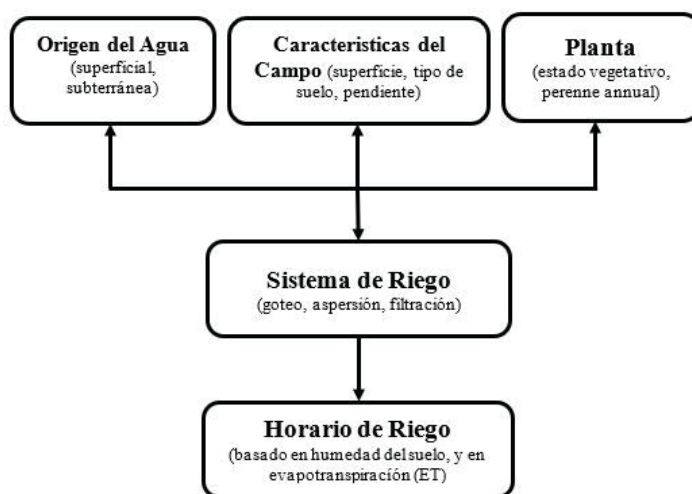 Origen del Agua
(superficial,
subterránea)
Caracteristicas del
Campo (superficie, tipo de
suelo, pendiente)
Planta
(estado vegetativo,
perenne annual)
Sistema de Riego
(goteo, aspersión, filtración)
Horario de Riego
(basado en humedad del suelo, y en
evapotranspiracíón (ET)